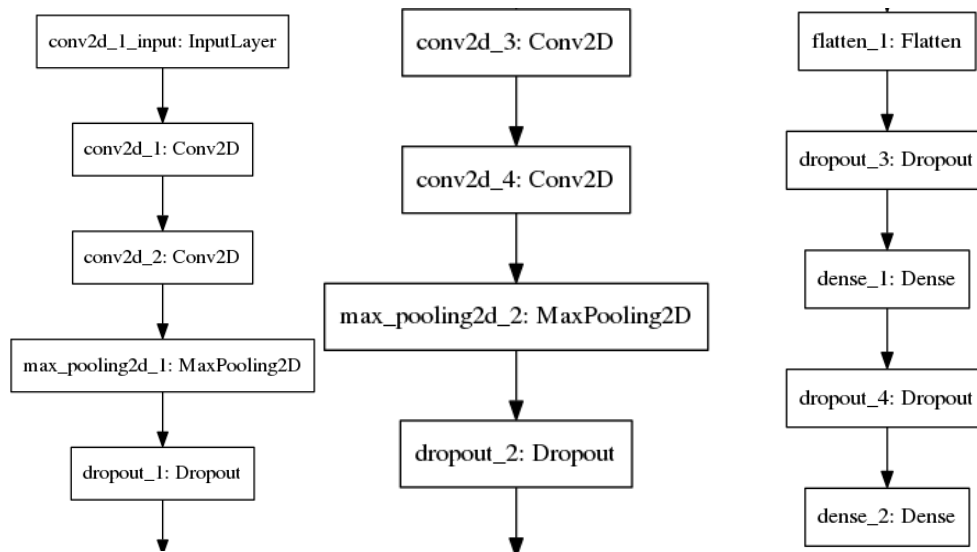 conv2d_1_input: InputLayer
conv2d_1: Conv2D
conv2d_2: Conv2D
max_pooling2d_1: MaxPooling2D
dropout_1: Dropout
conv2d_3: Conv2D
conv2d_4: Conv2D
max_pooling2d_2: MaxPooling2D
dropout_2: Dropout
flatten_1: Flatten
dropout_3: Dropout
dense_1: Dense
dropout_4: Dropout
dense_2: Dense